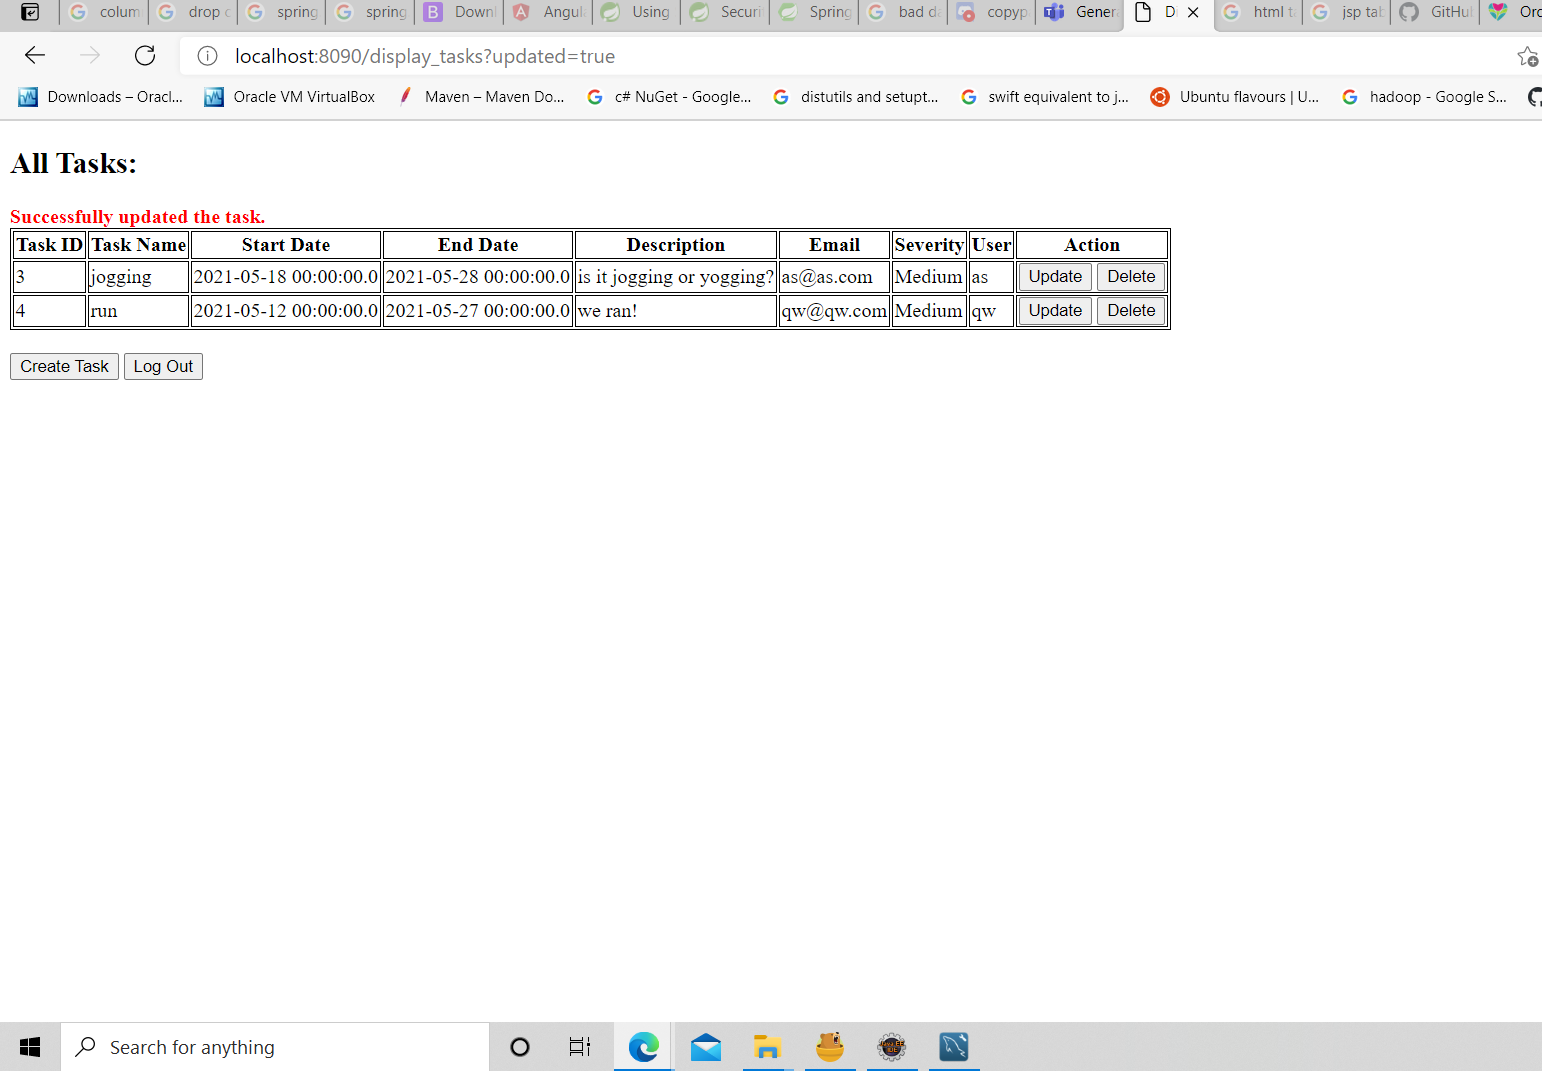 colum drop c spring spring Downl Angul Using Securi Spring bad da copyp Gener Di html ta jsp tab GitHul Orc
localhost:8090/display_tasks?updated=true
Downloads – Oracl... Oracle VM VirtualBox Maven – Maven Do... c# NuGet - Google... distutils and setupt... swift equivalent to j... Ubuntu flavours | U... hadoop - Google S...
All Tasks:
Successfully updated the task.
Task ID Task Name Start Date End Date Description Email Severity User Action
3 jogging 2021-05-18 00:00:00.0 2021-05-28 00:00:00.0 is it jogging or yogging? as@as.com Medium as Update Delete
4 run 2021-05-12 00:00:00.0 2021-05-27 00:00:00.0 we ran! qw@qw.com Medium qw Update Delete
Create Task Log Out
Search for anything